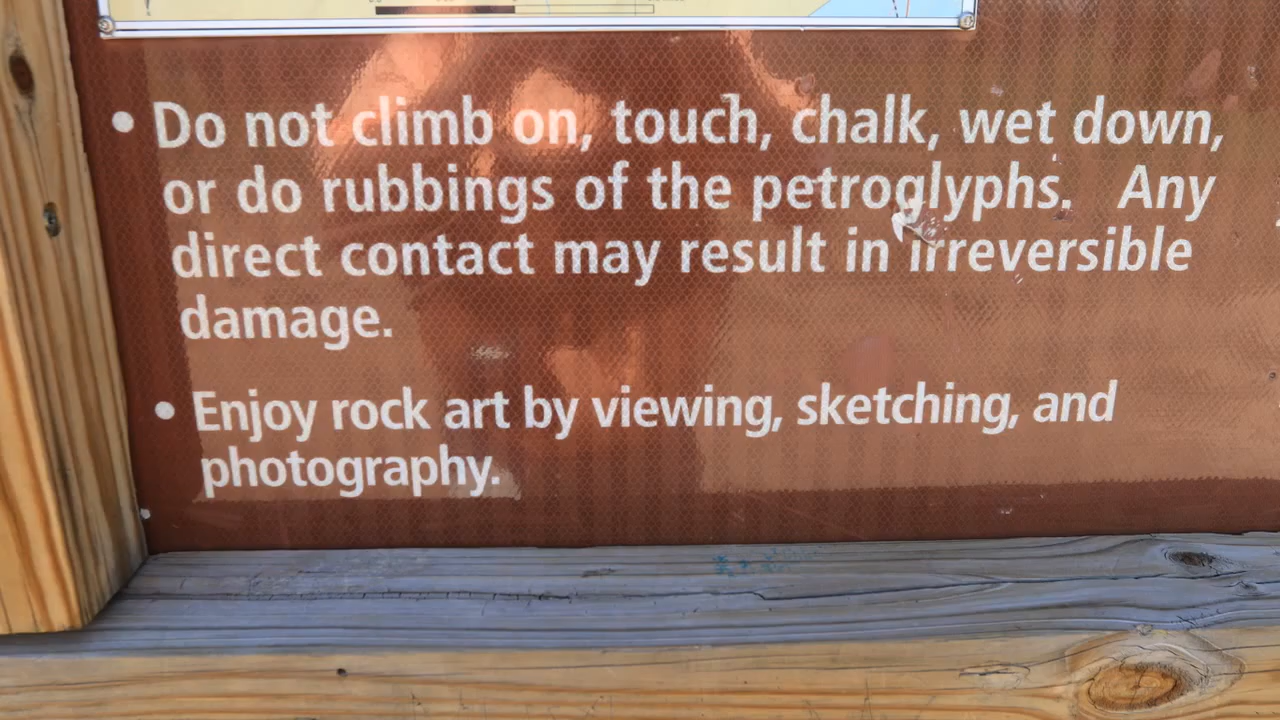 • Do not climb on, touch, chalk, wet down,
or do rubbings of the petroglyphs. Any
direct contact may result in irreversible
damage.
• Enjoy rock art by viewing, sketching, and
photography.